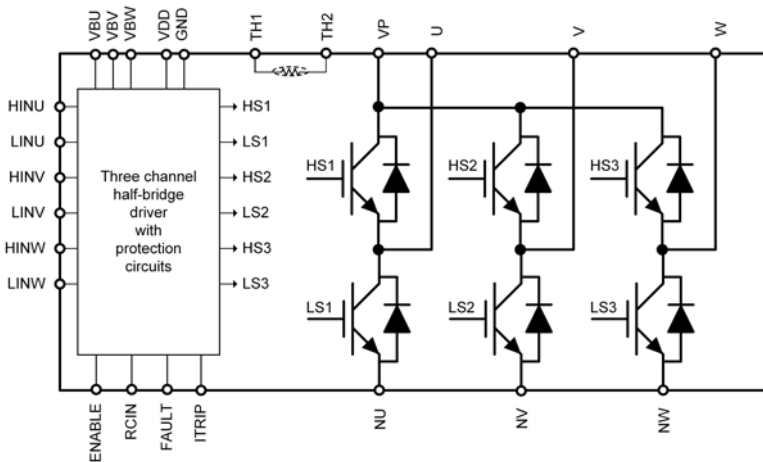 VBU
VBV
VBW
VDD
GND
TH1
TH2
VP
U
V
W
HINU
LINU
HINV
LINV
HINW
LINW
Three channel
half-bridge
driver
with
protection
circuits
HS1
LS1
HS2
LS2
HS3
LS3
HS1
HS2
HS3
LS1
LS2
LS3
ENABLE
RCIN
FAULT
ITRIP
NU
NV
NW